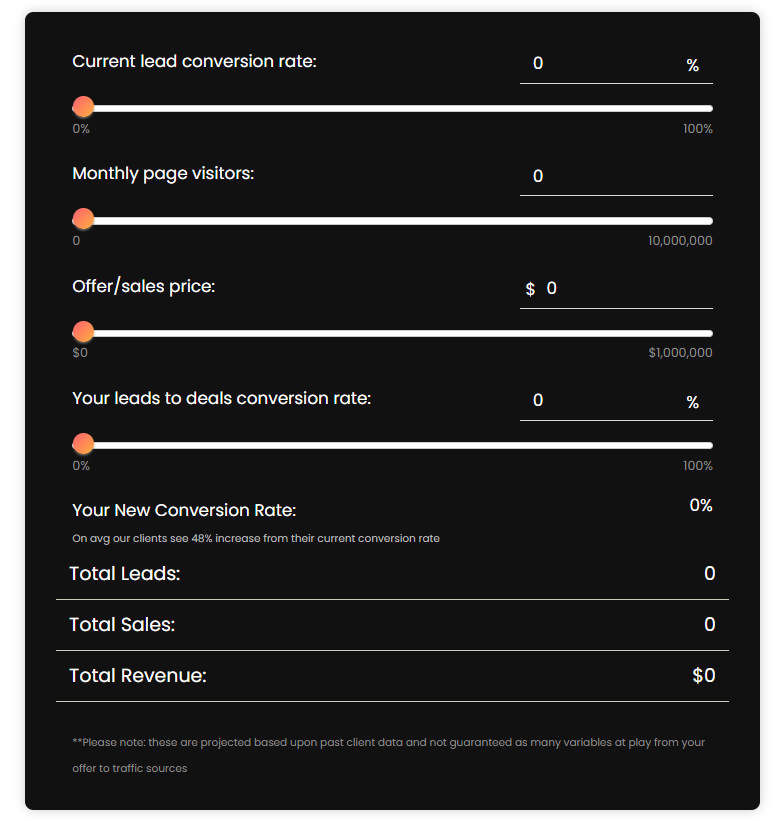 Current lead conversion rate: 0 %
0% 100%
Monthly page visitors: 0
0 10,000,000
Offer/sales price: $ 0
$0 $1,000,000
Your leads to deals conversion rate: 0 %
0% 100%
Your New Conversion Rate: 0%
On avg our clients see 48% increase from their current conversion rate
Total Leads: 0
Total Sales: 0
Total Revenue: $0
**Please note: these are projected based upon past client data and not guaranteed as many variables at play from your
offer to traffic sources